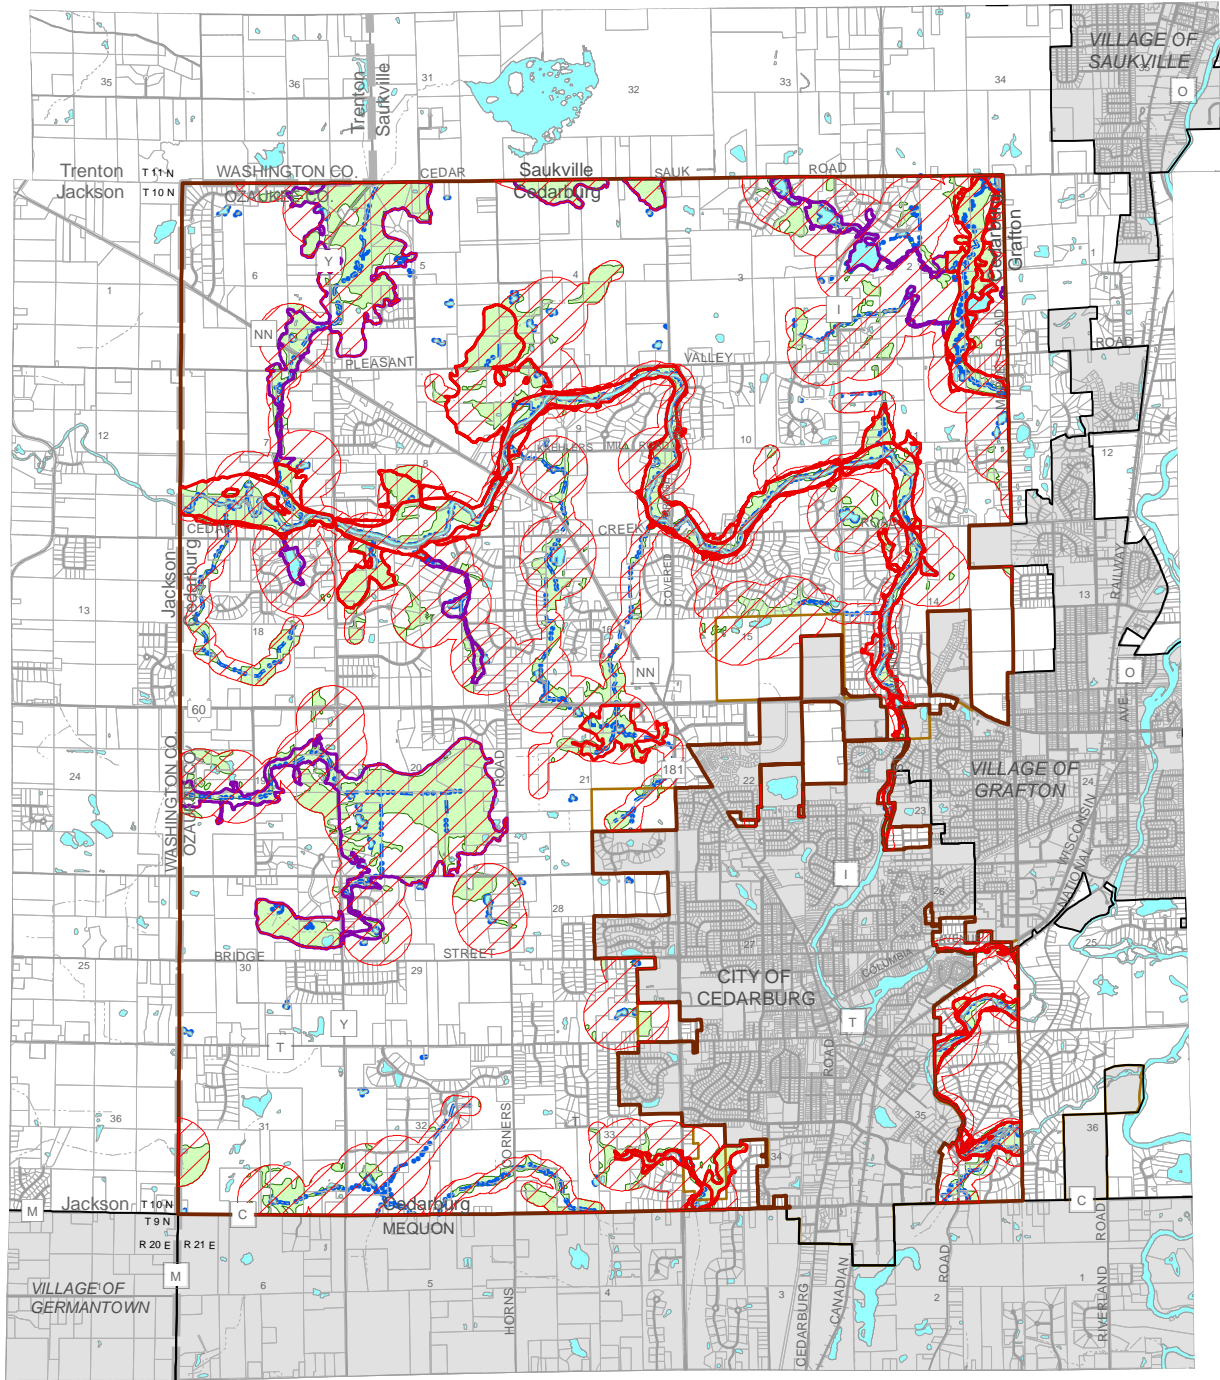 VILLAGE OF
SAUKVILLE
35
36
31
32
33
34
O
Trenton
Saukville
Trenton
T 11 N
WASHINGTON CO.
CEDAR
Saukville
SAUK
ROAD
Jackson
T 10 N
OZAUKEE CO.
Cedarburg
Cedarburg
Grafton
6
Y
5
4
3
2
1
1
I
NN
PLEASANT
VALLEY
ROAD
ROAD
12
7
8
9
MILL ROAD
10
12
CEDAR
CREEK
ROAD
Jackson
Cedarburg
COVERED
RAILWAY
13
18
15
14
13
NN
O
60
AVE
WASHINGTON CO.
OZAUKEE CO.
24
19
20
ROAD
21
181
22
VILLAGE OF
GRAFTON
24
23
WISCONSIN
NATIONAL
I
26
28
27
25
BRIDGE
STREET
30
29
25
COLUMBIA
CITY OF
CEDARBURG
Y
T
T
ROAD
36
31
32
CORNERS
33
34
35
36
Jackson
T 10 N
Cedarburg
M
C
C
T 9 N
MEQUON
R 20 E
R 21 E
ROAD
ROAD
M
VILLAGE OF
GERMANTOWN
6
5
4
3
2
1
HORNS
CEDARBURG
CANADIAN
RIVERLAND